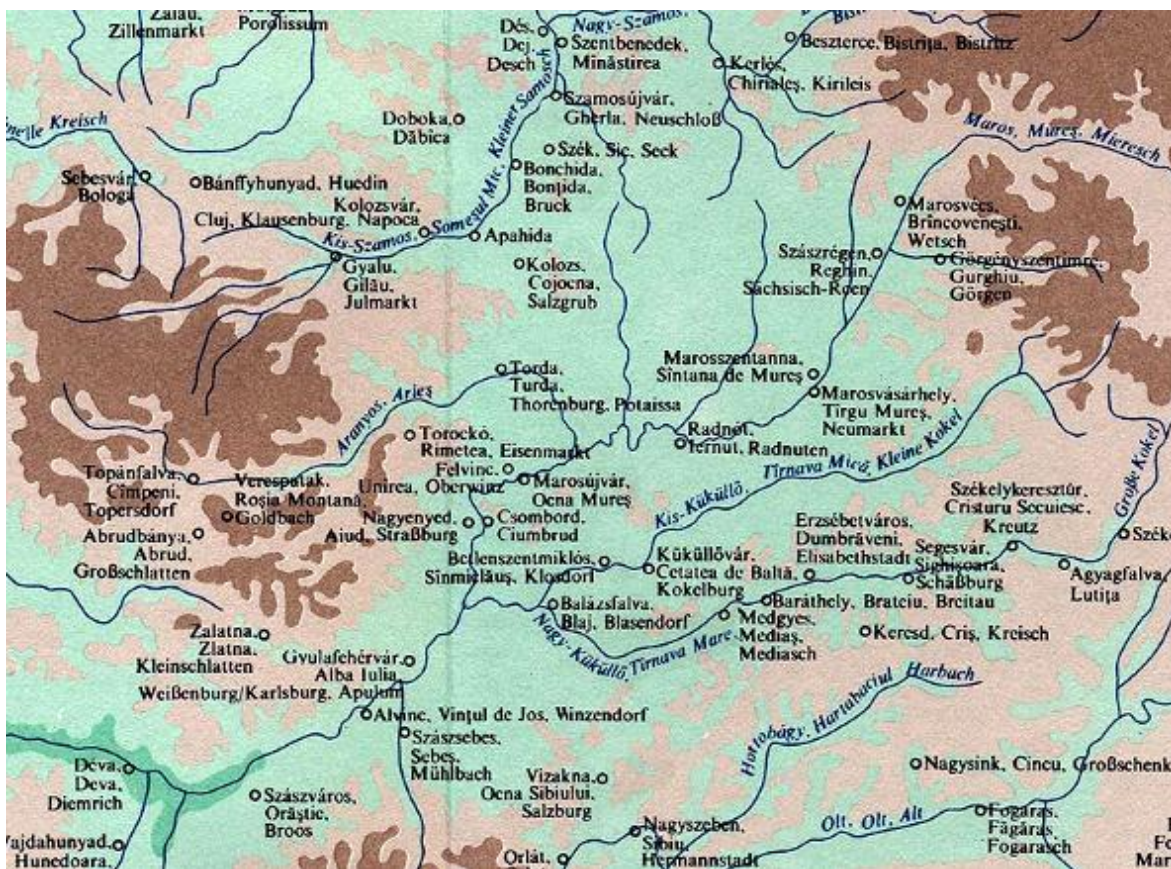 Zalău,
Zillenmarkt
Porolissum
Dés,
Dej,
Desch
Nagy-Szamos,
Szentbenedek,
Minăstirea
Beszterce, Bistrița, Bistritz
Kerlés,
Chiriales, Kirileis
Doboka,
Dăbica
Szamosújvár,
Gherla, Neuschloß
Kis-Szamos, Someșul Mic, Kleiner Samosch
Maros, Mureș, Mieresch
Szék, Sic, Seck
Bonchida,
Bonțida,
Bruck
Sebesvár,
Bologa
Bánffyhunyad, Huedin
Kolozsvár,
Cluj, Klausenburg, Napoca
Apahida
Marosvécs,
Brîncovenești,
Wetsch
Gyalu,
Gilău,
Julmarkt
Kolozs,
Cojocna,
Salzgrub
Szászrégen,
Reghin,
Sächsisch-Reen
Görgényszentimre,
Gurghiu,
Görgen
Torda,
Turda,
Thorenburg, Potaissa
Marosszentanna,
Sîntana de Mureș
Marosvásárhely,
Tîrgu Mureș,
Neumarkt
Aranyos, Arieș
Torockó,
Rimetea, Eisenmarkt
Radnót,
Iernut, Radnuten
Felvinc,
Unirea, Oberwinz
Marosújvár,
Ocna Mureș
Kis-Küküllő, Tîrnava Mică, Kleine Kokel
Große Kokel
Topánfalva,
Cîmpeni,
Topersdorf
Verespatak,
Roșia Montană,
Goldbach
Székelykeresztúr,
Cristuru Secuiesc,
Kreutz
Nagyenyed,
Aiud, Straßburg
Csombord,
Ciumbrud
Erzsébetváros,
Dumbrăveni,
Elisabethstadt
Segesvár,
Sighișoara,
Schäßburg
Abrudbánya,
Abrud,
Großschlatten
Betlenszentmiklós,
Sînmiclăuș, Klosdorf
Küküllővár,
Cetatea de Baltă,
Kokelburg
Agyagfalva,
Lutița
Balázsfalva,
Blaj, Blasendorf
Baráthely, Brateiu, Breitau
Medgyes,
Mediaș,
Mediasch
Nagy-Küküllő, Tîrnava Mare,
Keresd, Criș, Kreisch
Zalatna,
Zlatna,
Kleinschlatten
Gyulafehérvár,
Alba Iulia,
Weißenburg/Karlsburg, Apulum
Hortobágy, Hartabaciul Harbach
Alvinc, Vințul de Jos, Winzendorf
Szászsebes,
Sebeș,
Mühlbach
Déva,
Deva,
Diemrich
Vizakna,
Ocna Sibiului,
Salzburg
Nagysink, Cincu, Großschenk
Szászváros,
Orăștie,
Broos
Olt, Olt, Alt
Fogaras,
Făgăraș
Fogarasch
Nagyszeben,
Sibiu,
Hermannstadt
Vajdahunyad,
Hunedoara,
Orlát,